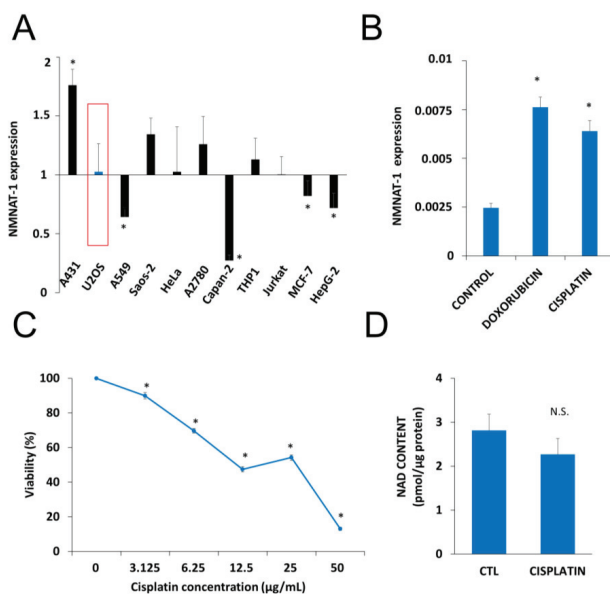 A
NMNAT-1 expression
2
1.5
1
0.5
0
*
*
*
*
*
A431
U2OS
A549
Saos-2
HeLa
A2780
Capan-2
THP1
Jurkat
MCF-7
HepG-2
B
NMNAT-1 expression
0.01
0.0075
0.005
0.0025
0
*
*
CONTROL
DOXORUBICIN
CISPLATIN
C
Viability (%)
100
80
60
40
20
0
*
*
*
*
*
0 3.125 6.25 12.5 25 50
Cisplatin concentration (µg/mL)
D
NAD CONTENT
(pmol/µg protein)
4
3
2
1
0
N.S.
CTL CISPLATIN